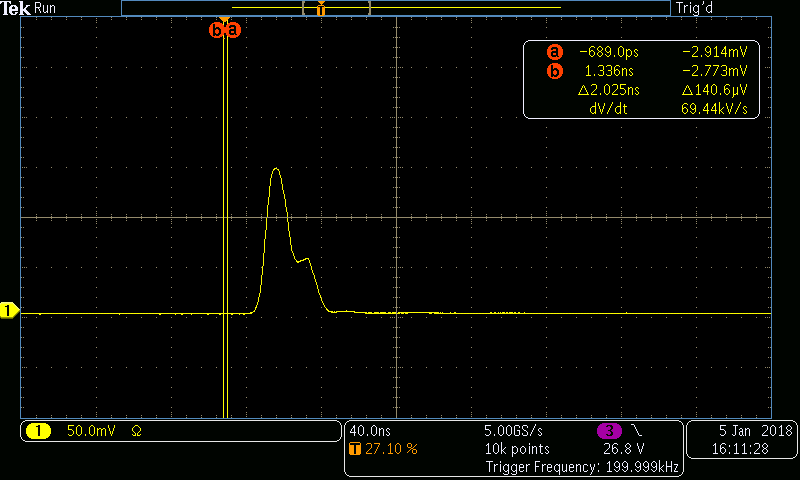 Tek Run Trig'd
T
b a
a -689.0ps -2.914mV
b 1.336ns -2.773mV
Δ2.025ns Δ140.6µV
dV/dt 69.44kV/s
1
1 50.0mV Ω
40.0ns 5.00GS/s 3 \
T 27.10 % 10k points 26.8 V
Trigger Frequency: 199.999kHz
5 Jan 2018
16:11:28